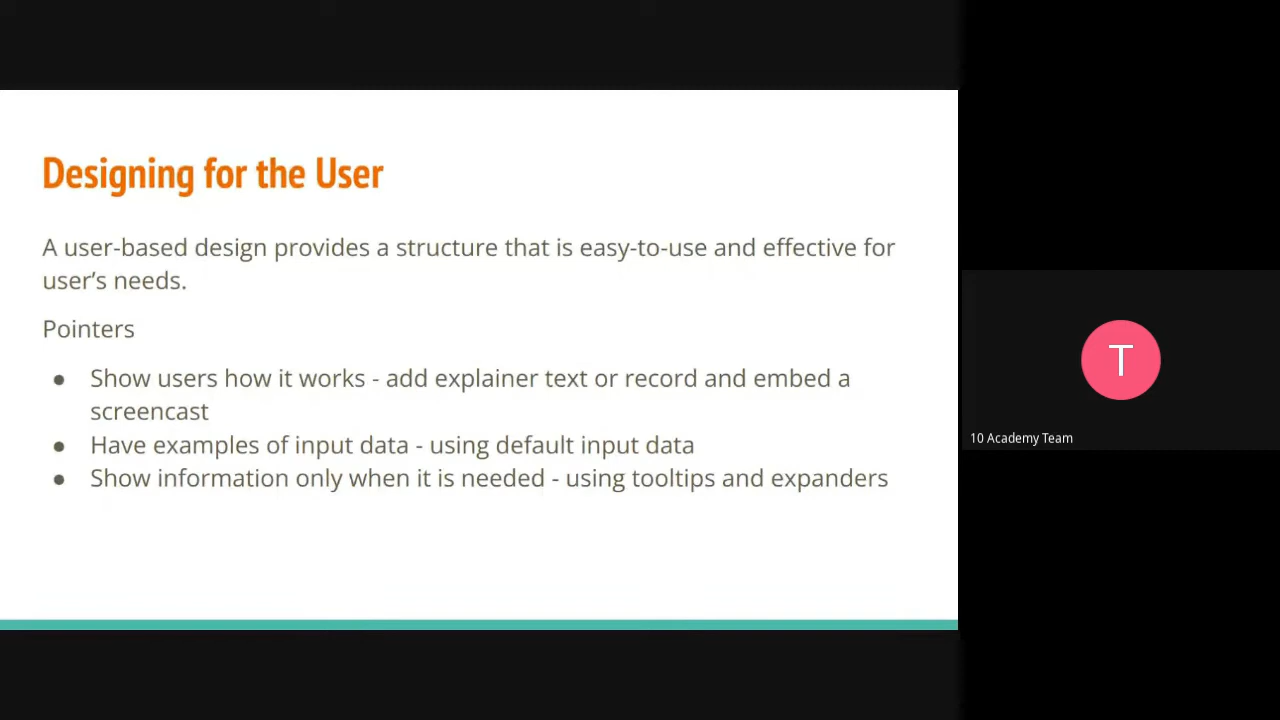 Designing for the User
A user-based design provides a structure that is easy-to-use and effective for
user's needs.
Pointers
● Show users how it works - add explainer text or record and embed a
screencast
● Have examples of input data - using default input data
● Show information only when it is needed - using tooltips and expanders
T
10 Academy Team